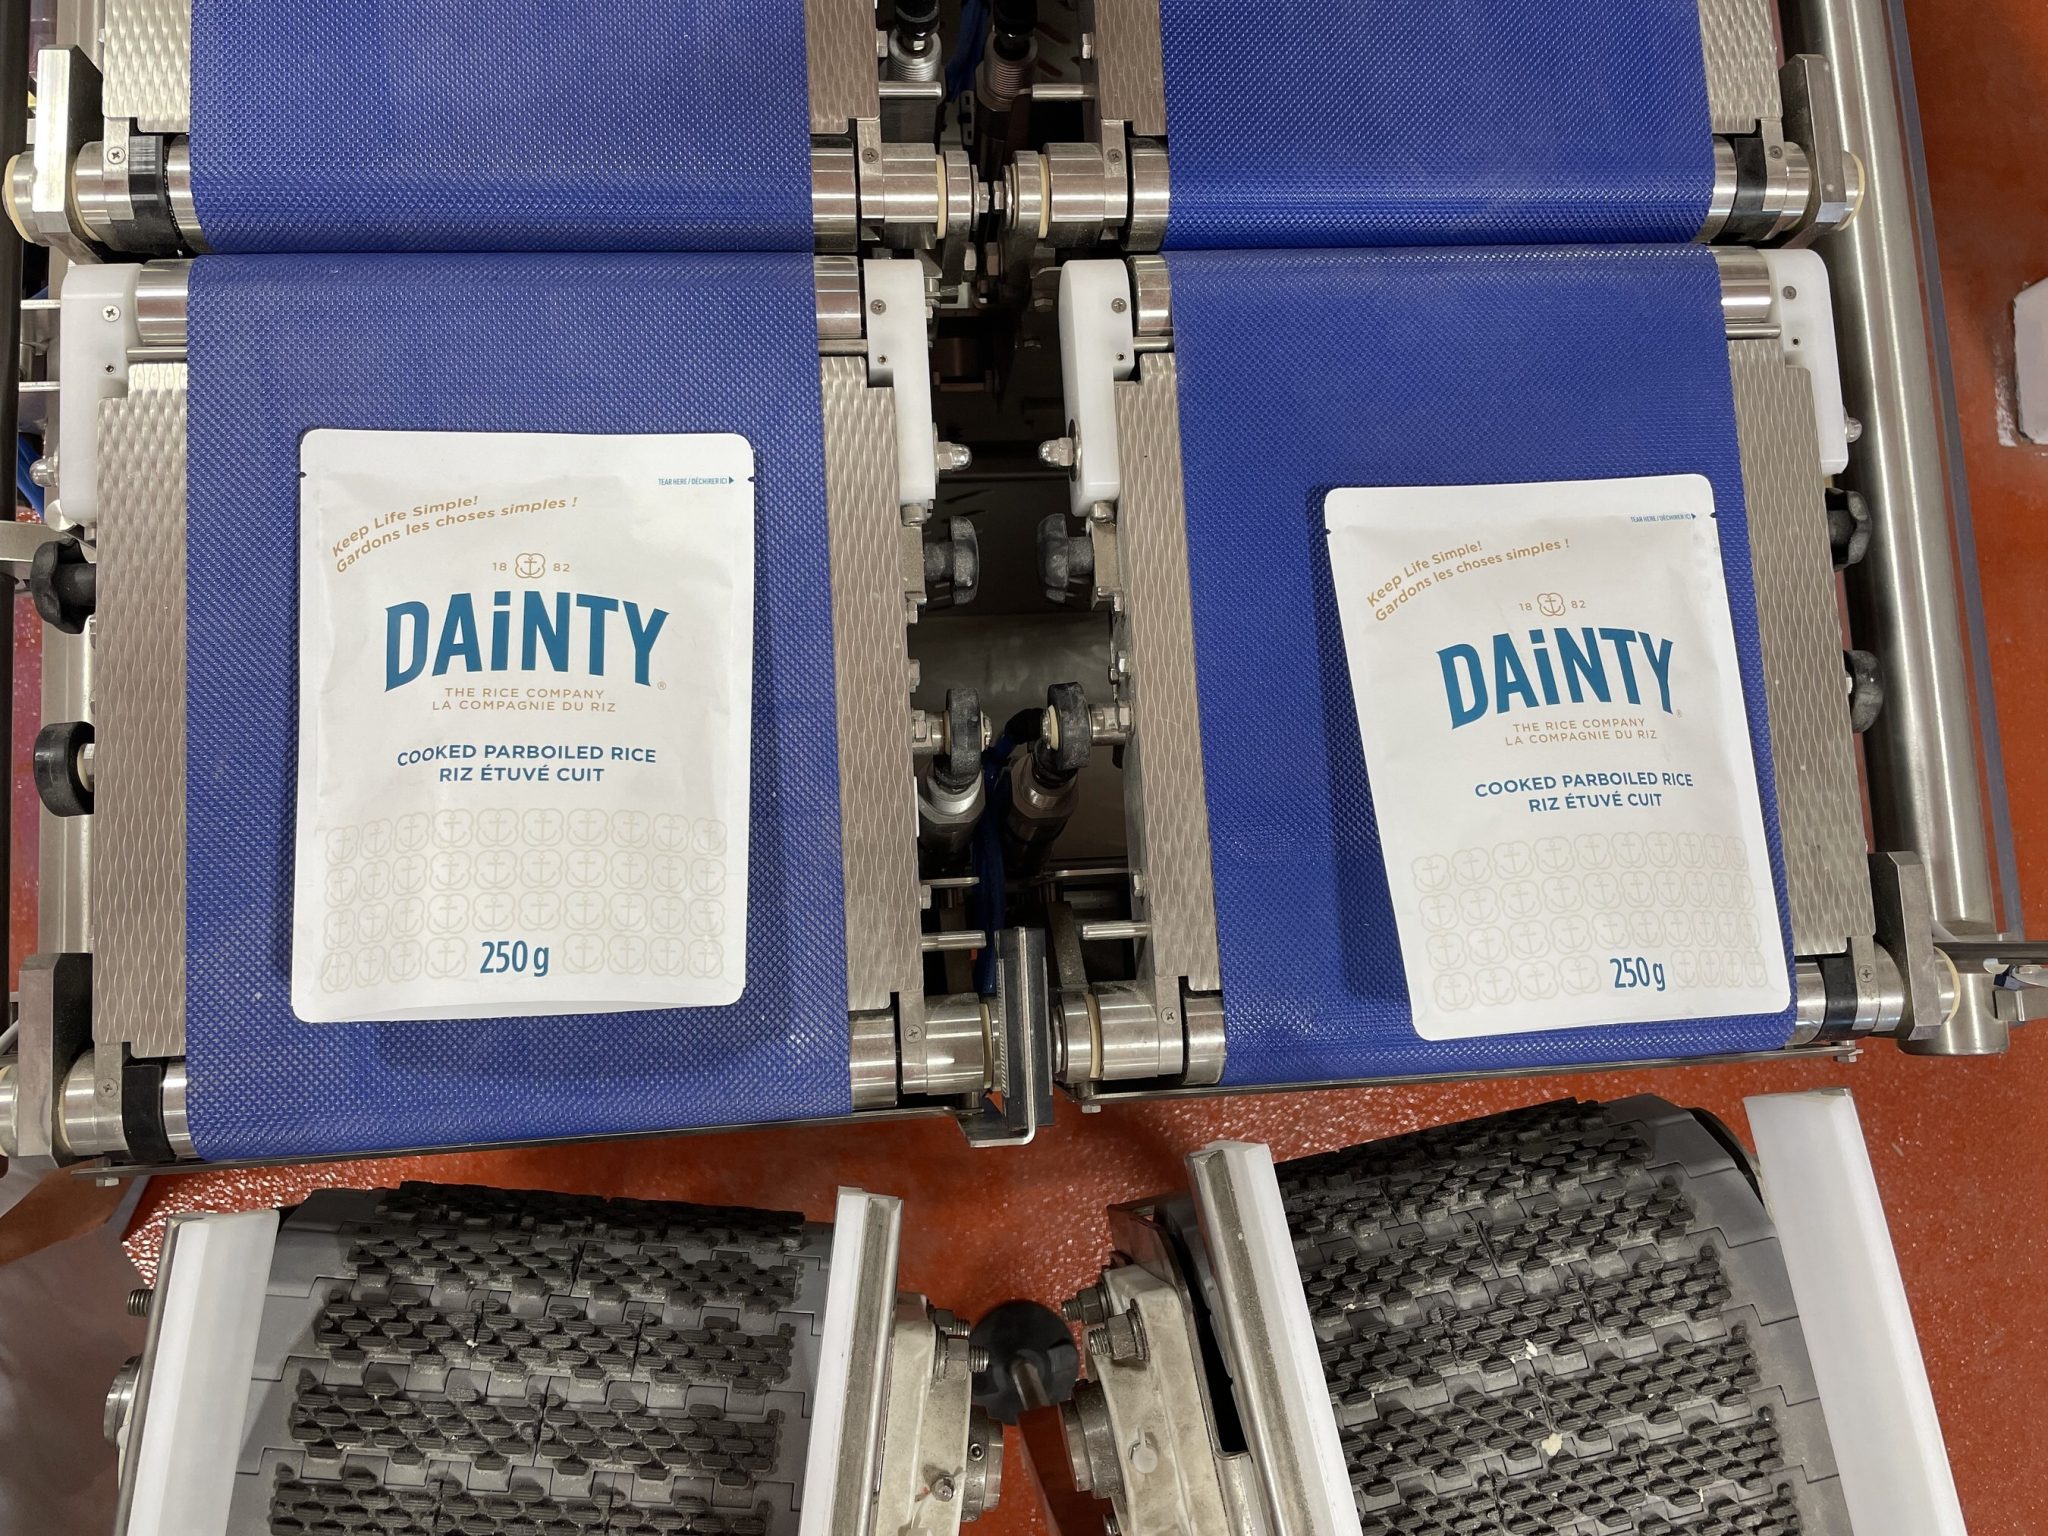 TEAR HERE / DÉCHIRER ICI
Keep Life Simple!
Gardons les choses simples !
18 82
DAiNTY®
THE RICE COMPANY
LA COMPAGNIE DU RIZ
COOKED PARBOILED RICE
RIZ ÉTUVÉ CUIT
250 g
TEAR HERE / DÉCHIRER ICI
Keep Life Simple!
Gardons les choses simples !
18 82
DAiNTY®
THE RICE COMPANY
LA COMPAGNIE DU RIZ
COOKED PARBOILED RICE
RIZ ÉTUVÉ CUIT
250 g